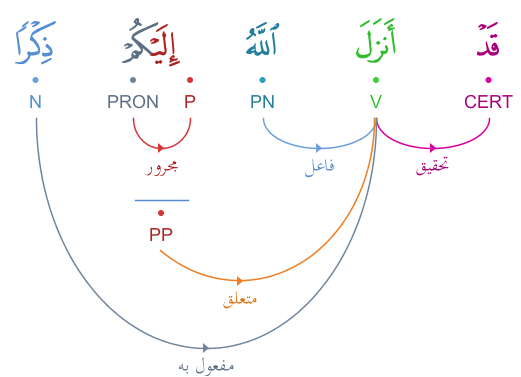 قَدْ أَنزَلَ ٱللَّهُ إِلَيْكُمْ ذِكْرًا
CERT V PN P PRON N
تحقيق فاعل مجرور
PP
متعلق
مفعول به